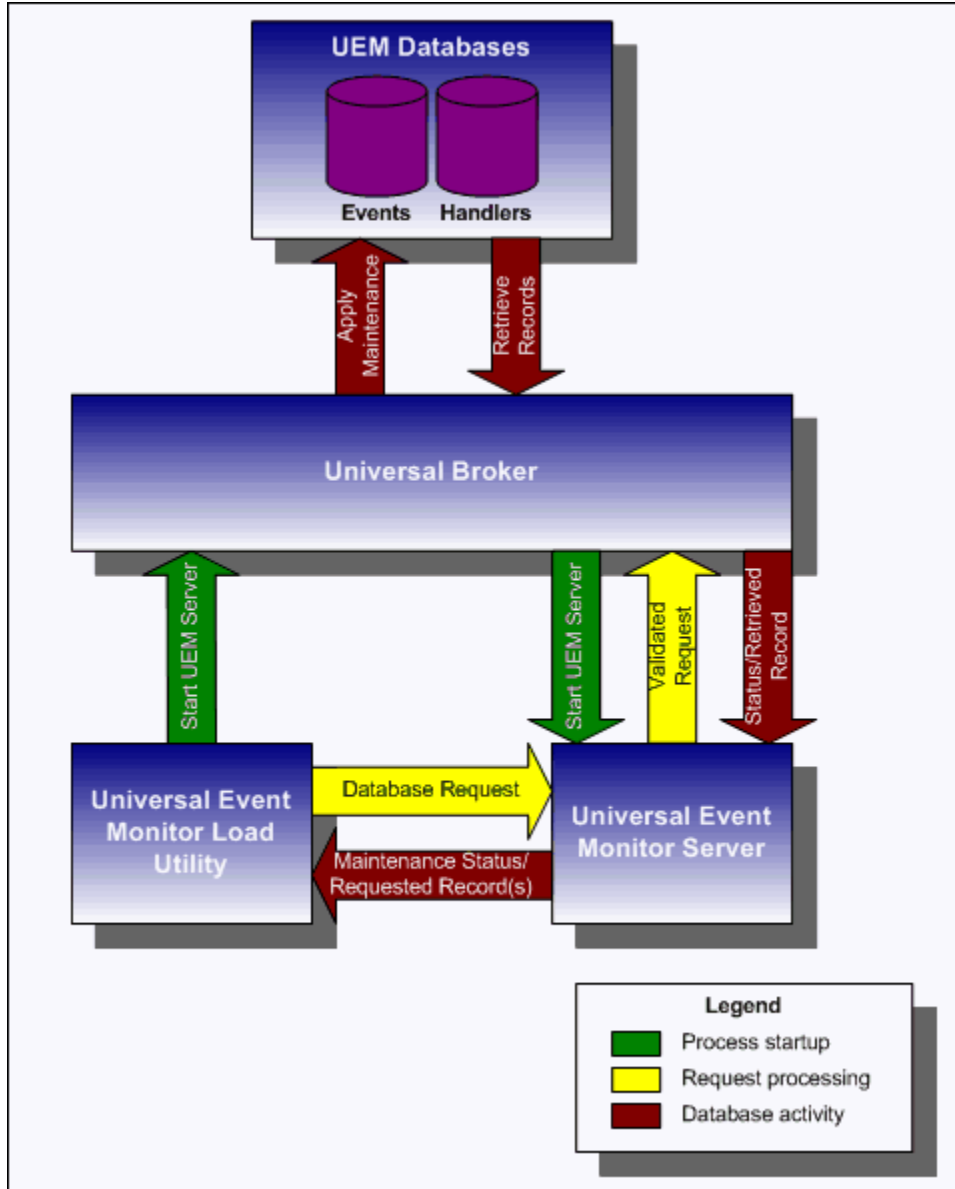 UEM Databases
Events Handlers
Apply
Maintenance
Retrieve
Records
Universal Broker
Start UEM Server
Start UEM Server
Validated
Request
Status/Retrieved
Record
Universal Event
Monitor Load
Utility
Database Request
Maintenance Status/
Requested Record(s)
Universal Event
Monitor Server
Legend
Process startup
Request processing
Database activity